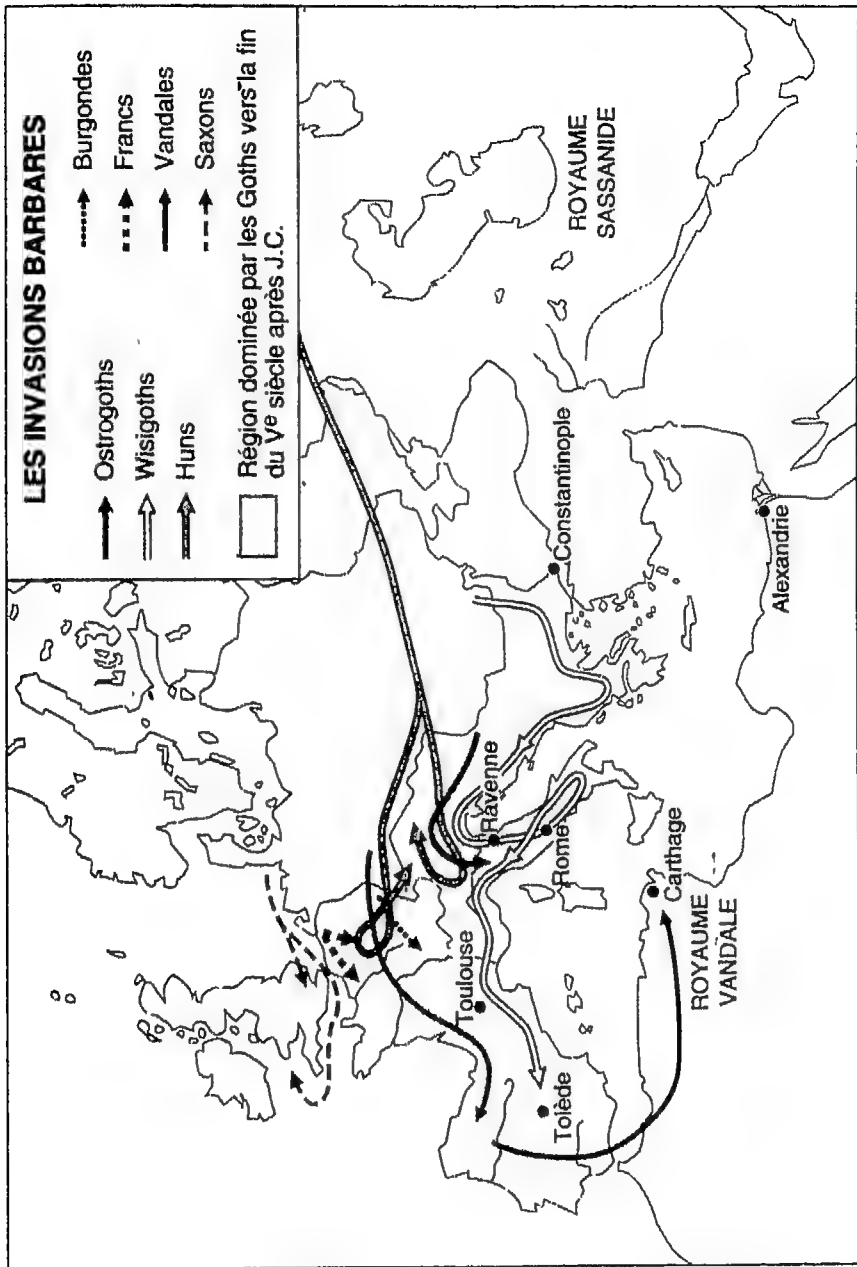 LES INVASIONS BARBARES
Ostrogoths
Wisigoths
Huns
Burgondes
Francs
Vandales
Saxons
Région dominée par les Goths vers la fin
du Ve siècle après J.C.
ROYAUME
SASSANIDE
Constantinople
Alexandrie
Ravenne
Rome
Carthage
ROYAUME
VANDALE
Toulouse
Tolède